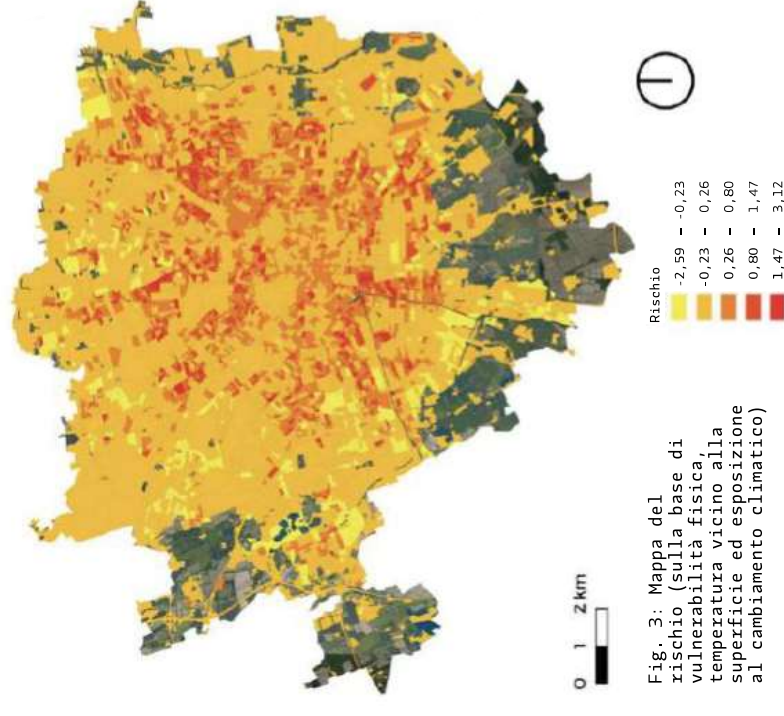 0 1 2 km
Fig. 3: Mappa del
rischio (sulla base di
vulnerabilità fisica,
temperatura vicino alla
superficie ed esposizione
al cambiamento climatico)
Rischio
-2,59 – -0,23
-0,23 – 0,26
0,26 – 0,80
0,80 – 1,47
1,47 – 3,12